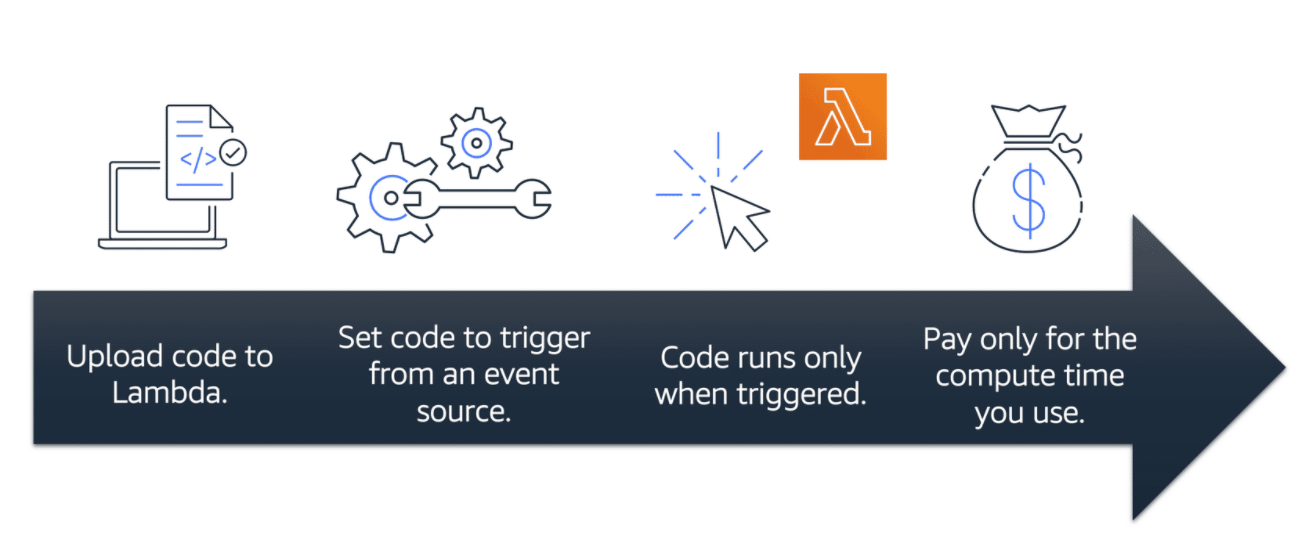 </>
$
Upload code to
Lambda.
Set code to trigger
from an event
source.
Code runs only
when triggered.
Pay only for the
compute time
you use.